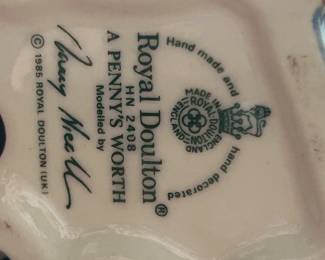 Hand made and
hand decorated
MADE IN ENGLAND
ROYAL DOULTON
ENGLAND
Royal Doulton®
HN 2408
A PENNY'S WORTH
Modelled by
© 1985 ROYAL DOULTON (UK)